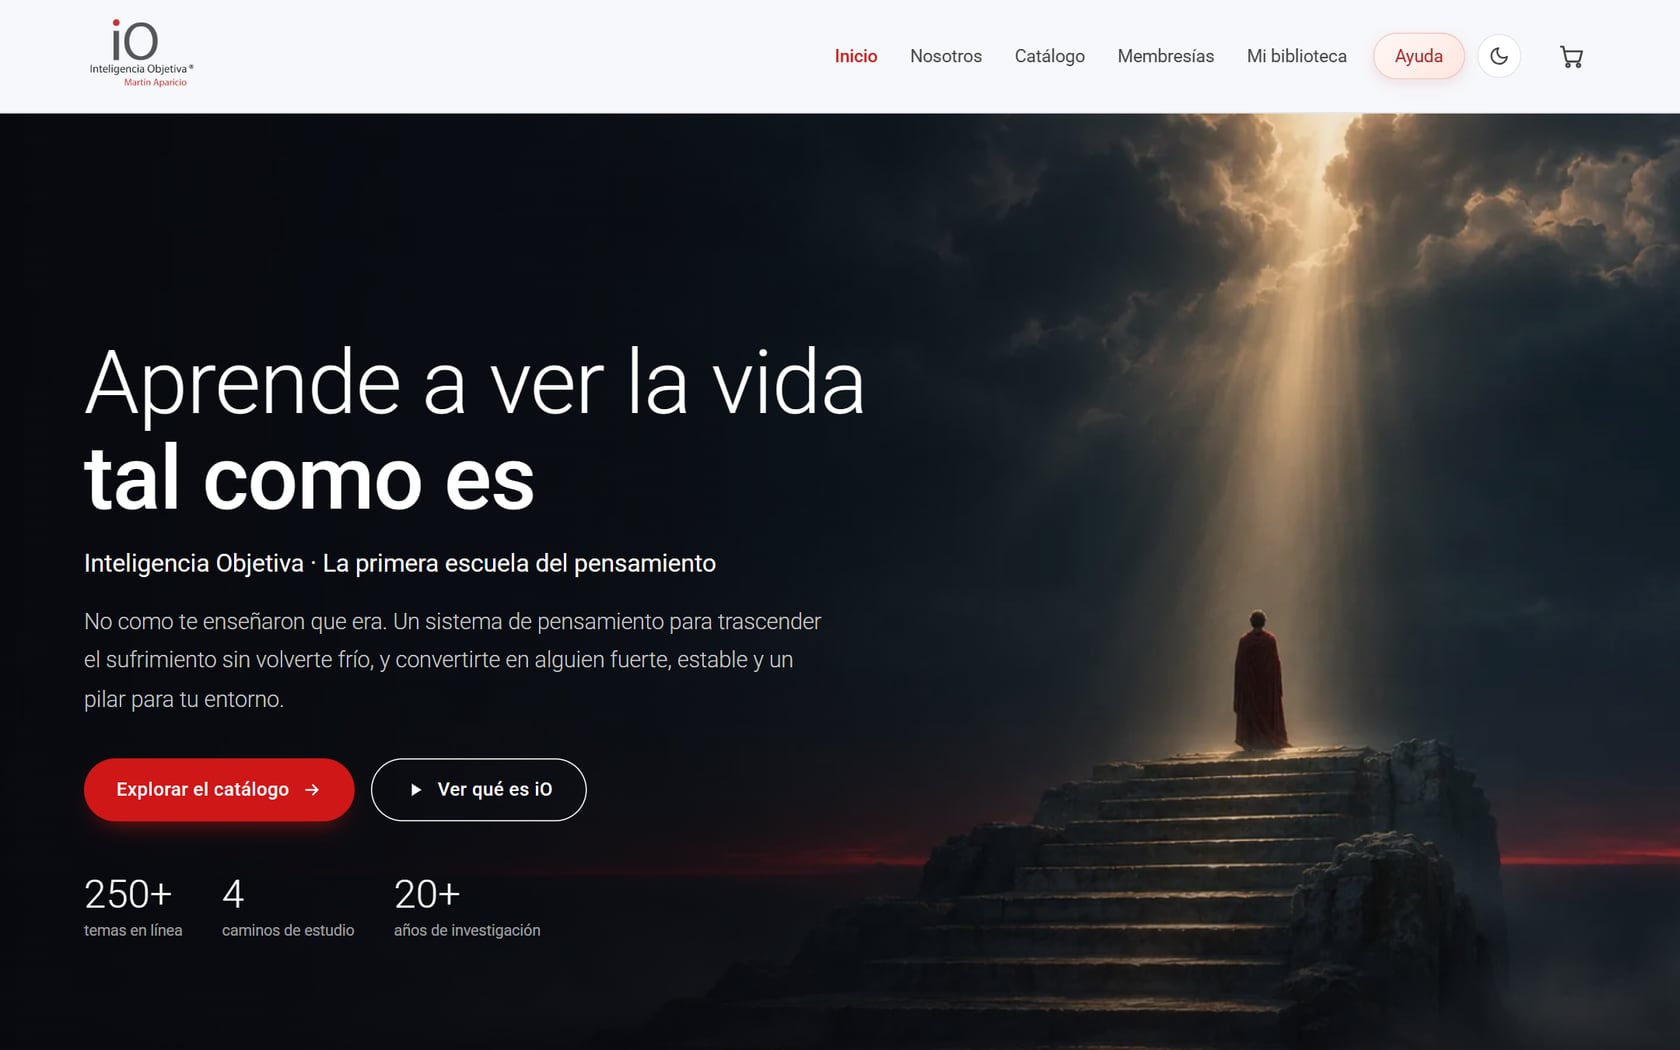 iO
Inteligencia Objetiva ®
Martín Aparicio
Inicio
Nosotros
Catálogo
Membresías
Mi biblioteca
Ayuda
Aprende a ver la vida
tal como es
Inteligencia Objetiva · La primera escuela del pensamiento
No como te enseñaron que era. Un sistema de pensamiento para trascender
el sufrimiento sin volverte frío, y convertirte en alguien fuerte, estable y un
pilar para tu entorno.
Explorar el catálogo →
Ver qué es iO
250+
temas en línea
4
caminos de estudio
20+
años de investigación